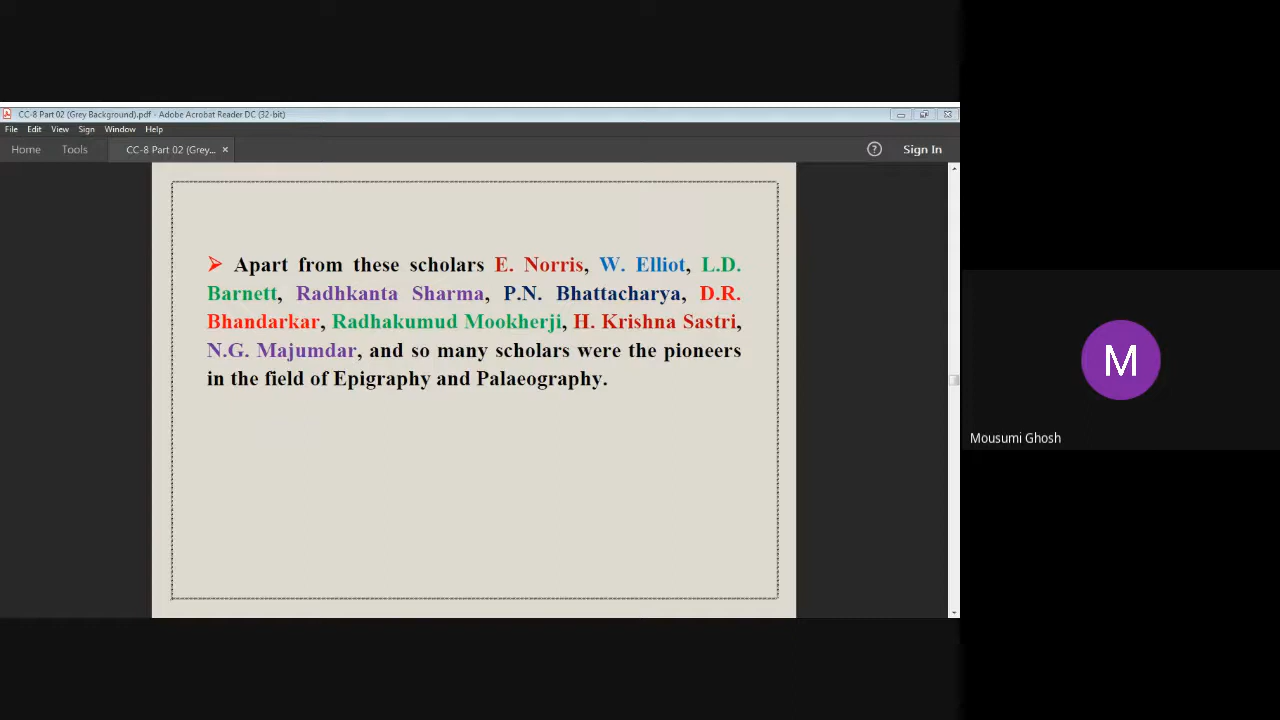 CC-8 Part 02 (Grey Background).pdf - Adobe Acrobat Reader DC (32-bit)
File Edit View Sign Window Help
Home Tools CC-8 Part 02 (Grey... × ? Sign In
➢ Apart from these scholars E. Norris, W. Elliot, L.D.
Barnett, Radhkanta Sharma, P.N. Bhattacharya, D.R.
Bhandarkar, Radhakumud Mookherji, H. Krishna Sastri,
N.G. Majumdar, and so many scholars were the pioneers
in the field of Epigraphy and Palaeography.
M
Mousumi Ghosh